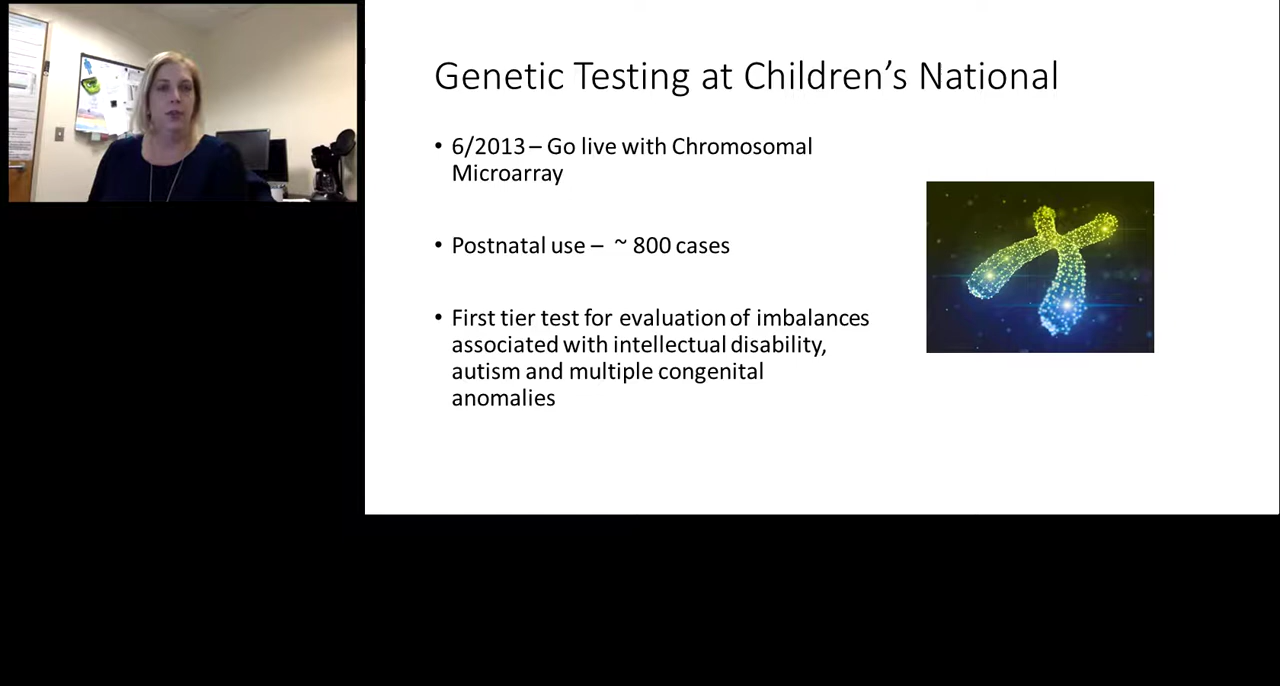 Genetic Testing at Children's National
• 6/2013 – Go live with Chromosomal
Microarray
• Postnatal use – ~ 800 cases
• First tier test for evaluation of imbalances
associated with intellectual disability,
autism and multiple congenital
anomalies